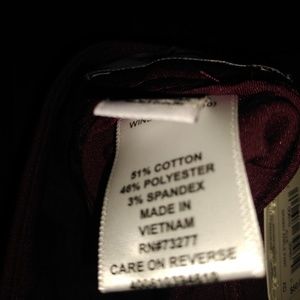 51% COTTON
46% POLYESTER
3% SPANDEX
MADE IN
VIETNAM
RN#73277
CARE ON REVERSE